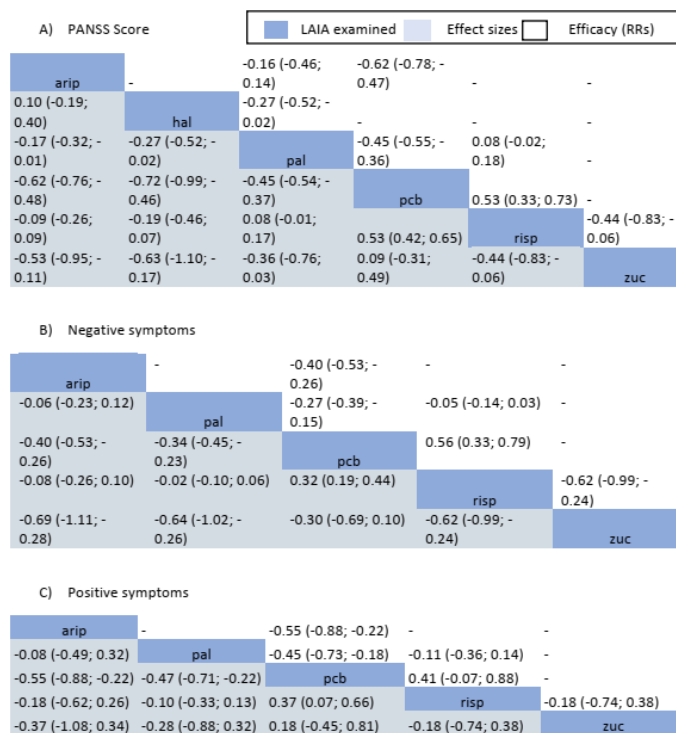 A) PANSS Score
LAIA examined Effect sizes Efficacy (RRs)
arip - -0.16 (-0.46; 0.14) -0.62 (-0.78; -0.47) - -
0.10 (-0.19; 0.40) hal -0.27 (-0.52; -0.02) - - -
-0.17 (-0.32; -0.01) -0.27 (-0.52; -0.02) pal -0.45 (-0.55; -0.36) 0.08 (-0.02; 0.18) -
-0.62 (-0.76; -0.48) -0.72 (-0.99; -0.46) -0.45 (-0.54; -0.37) pcb 0.53 (0.33; 0.73) -
-0.09 (-0.26; 0.09) -0.19 (-0.46; 0.07) 0.08 (-0.01; 0.17) 0.53 (0.42; 0.65) risp -0.44 (-0.83; -0.06)
-0.53 (-0.95; -0.11) -0.63 (-1.10; -0.17) -0.36 (-0.76; 0.03) 0.09 (-0.31; 0.49) -0.44 (-0.83; -0.06) zuc
B) Negative symptoms
arip - -0.40 (-0.53; -0.26) - -
-0.06 (-0.23; 0.12) pal -0.27 (-0.39; -0.15) -0.05 (-0.14; 0.03) -
-0.40 (-0.53; -0.26) -0.34 (-0.45; -0.23) pcb 0.56 (0.33; 0.79) -
-0.08 (-0.26; 0.10) -0.02 (-0.10; 0.06) 0.32 (0.19; 0.44) risp -0.62 (-0.99; -0.24)
-0.69 (-1.11; -0.28) -0.64 (-1.02; -0.26) -0.30 (-0.69; 0.10) -0.62 (-0.99; -0.24) zuc
C) Positive symptoms
arip - -0.55 (-0.88; -0.22) - -
-0.08 (-0.49; 0.32) pal -0.45 (-0.73; -0.18) -0.11 (-0.36; 0.14) -
-0.55 (-0.88; -0.22) -0.47 (-0.71; -0.22) pcb 0.41 (-0.07; 0.88) -
-0.18 (-0.62; 0.26) -0.10 (-0.33; 0.13) 0.37 (0.07; 0.66) risp -0.18 (-0.74; 0.38)
-0.37 (-1.08; 0.34) -0.28 (-0.88; 0.32) 0.18 (-0.45; 0.81) -0.18 (-0.74; 0.38) zuc